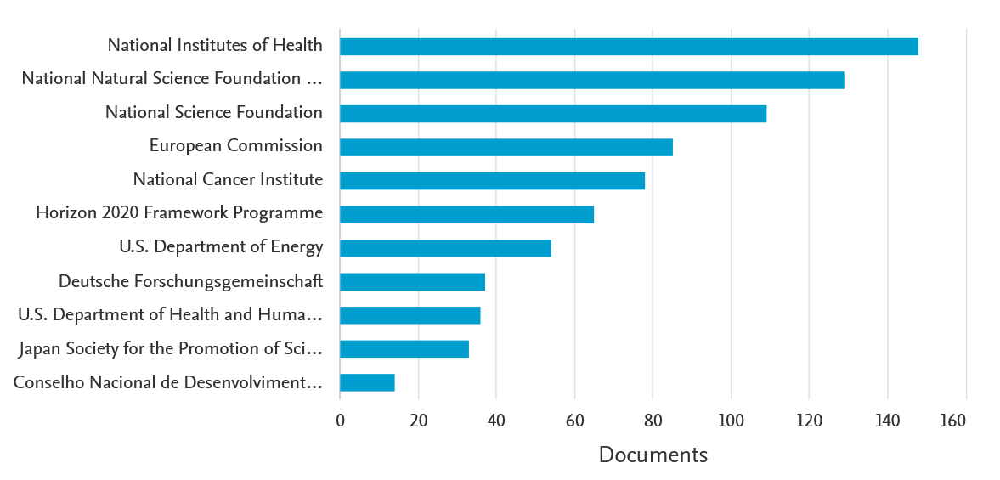 National Institutes of Health
National Natural Science Foundation ...
National Science Foundation
European Commission
National Cancer Institute
Horizon 2020 Framework Programme
U.S. Department of Energy
Deutsche Forschungsgemeinschaft
U.S. Department of Health and Huma...
Japan Society for the Promotion of Sci...
Conselho Nacional de Desenvolviment...
0 20 40 60 80 100 120 140 160
Documents